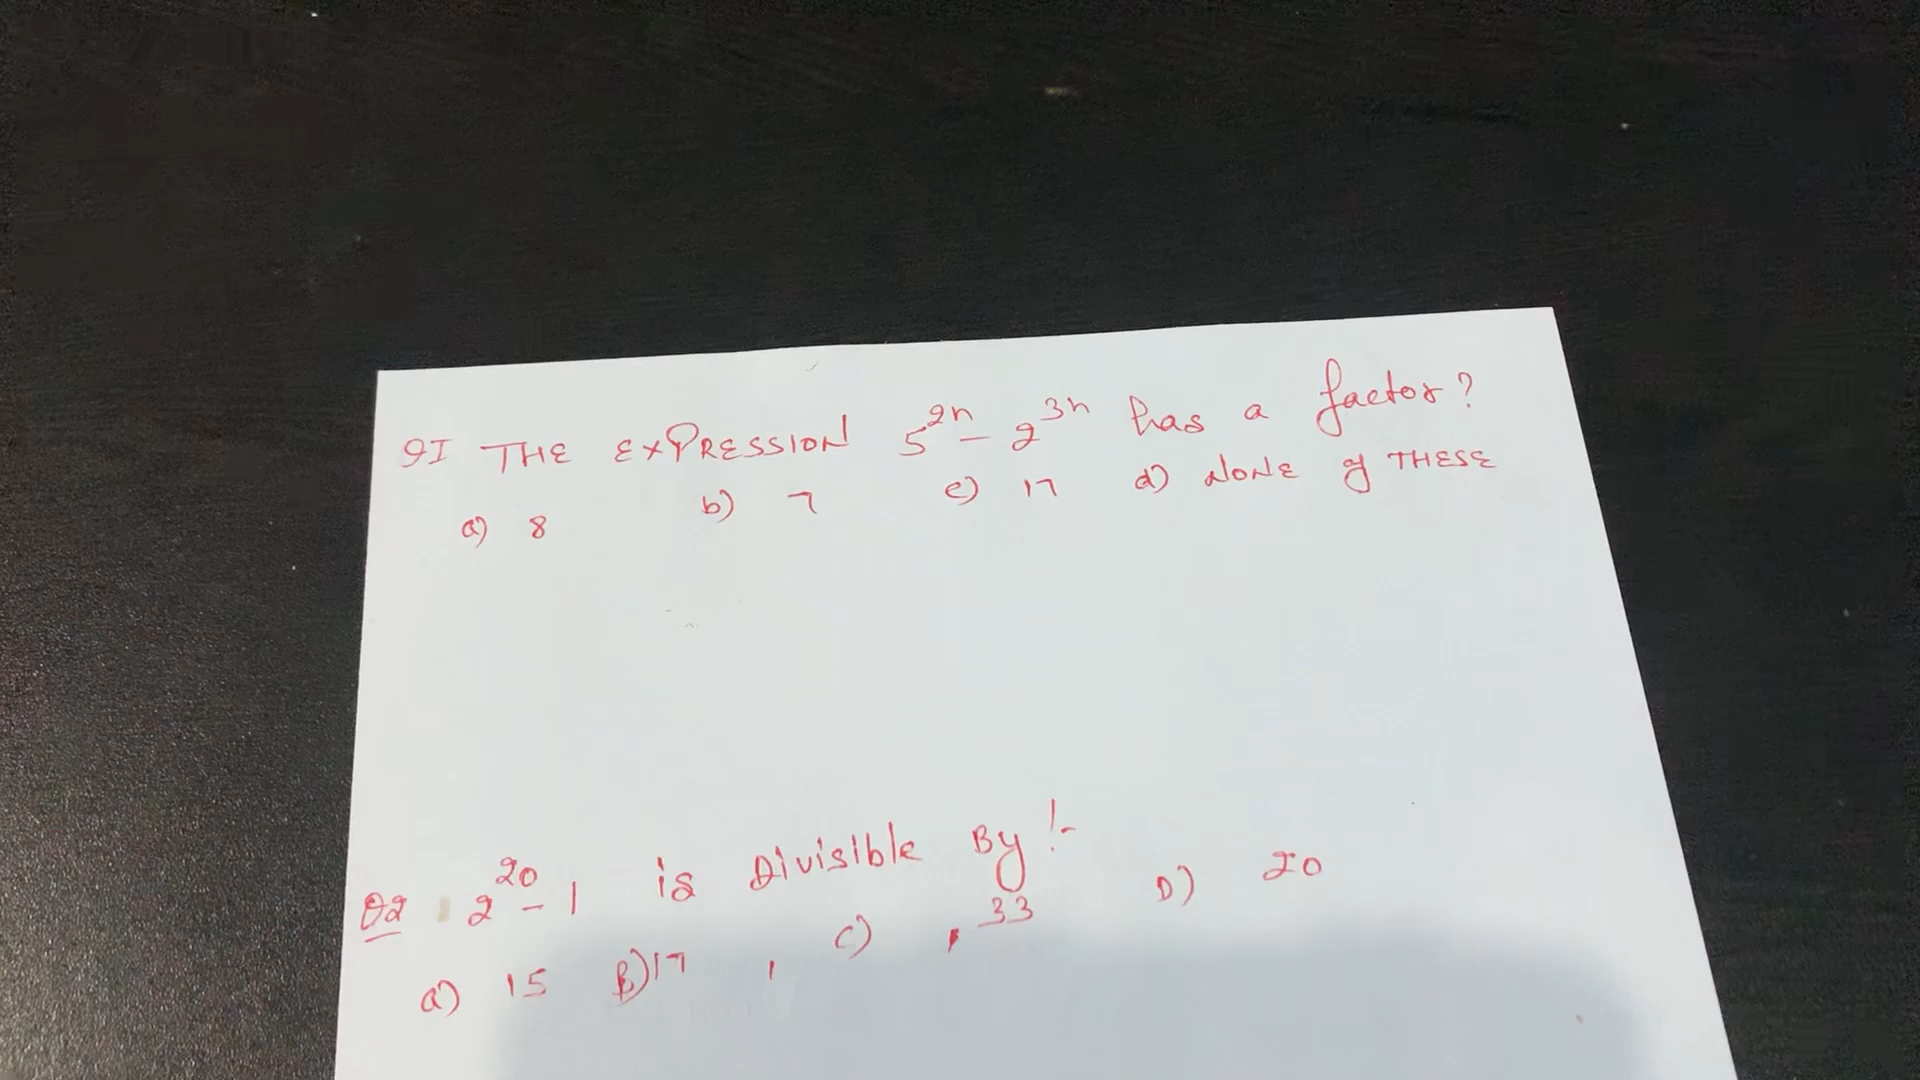 Q1 THE EXPRESSION 5^2n - 2^3n has a factor?
a) 8 b) 7 c) 17 d) NONE of THESE
Q2 2^20 - 1 is Divisible By :-
a) 15 B) 17 , C) , 33 D) 20